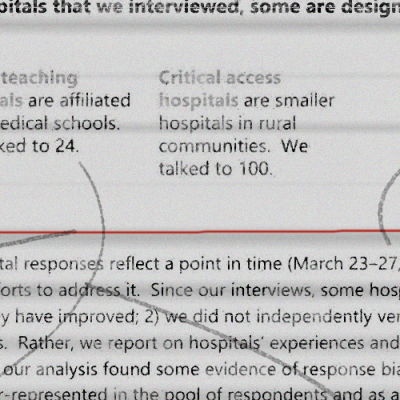 pitals that we interviewed, some are design
teaching
als are affiliated
edical schools.
ked to 24.
Critical access
hospitals are smaller
hospitals in rural
communities. We
talked to 100.
tal responses reflect a point in time (March 23–27,
orts to address it. Since our interviews, some hosp
y have improved; 2) we did not independently ver
s. Rather, we report on hospitals' experiences and
our analysis found some evidence of response bia
r-represented in the pool of respondents and as a